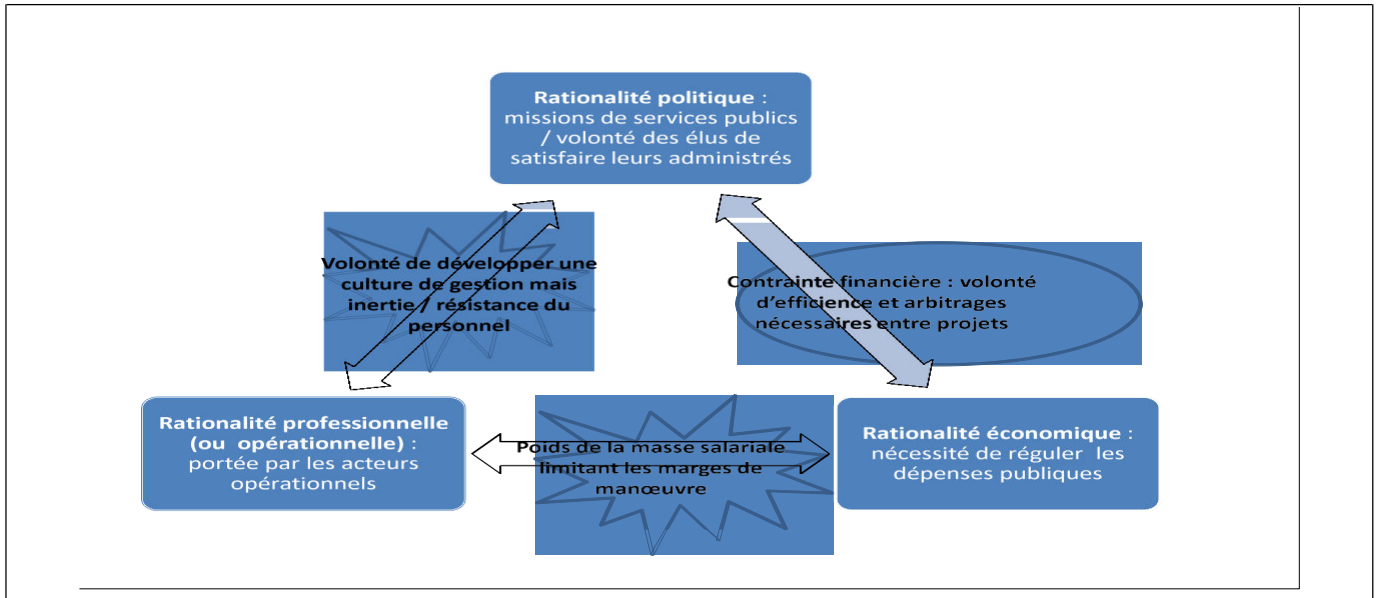 Rationalité politique :
missions de services publics
/ volonté des élus de
satisfaire leurs administrés
Volonté de développer une
culture de gestion mais
inertie / résistance du
personnel
Contrainte financière : volonté
d’efficience et arbitrages
nécessaires entre projets
Rationalité professionnelle
(ou opérationnelle) :
portée par les acteurs
opérationnels
Poids de la masse salariale
limitant les marges de
manœuvre
Rationalité économique :
nécessité de réguler les
dépenses publiques